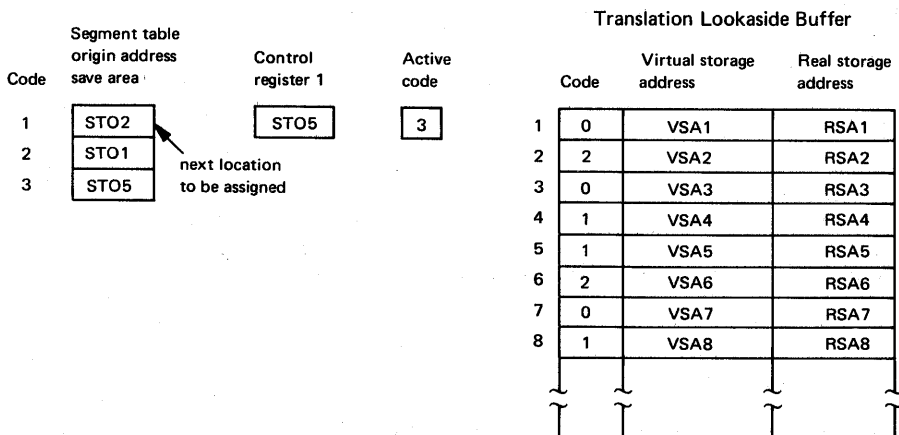 Translation Lookaside Buffer
Segment table
origin address
save area
Code
Control
register 1
Active
code
Code
Virtual storage
address
Real storage
address
1 STO2 STO5 3
2 STO1
3 STO5
next location
to be assigned
1 0 VSA1 RSA1
2 2 VSA2 RSA2
3 0 VSA3 RSA3
4 1 VSA4 RSA4
5 1 VSA5 RSA5
6 2 VSA6 RSA6
7 0 VSA7 RSA7
8 1 VSA8 RSA8